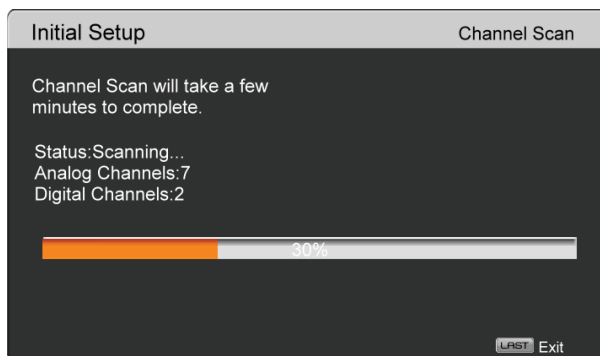 Initial Setup
Channel Scan
Channel Scan will take a few
minutes to complete.
Status:Scanning...
Analog Channels:7
Digital Channels:2
30%
LAST Exit